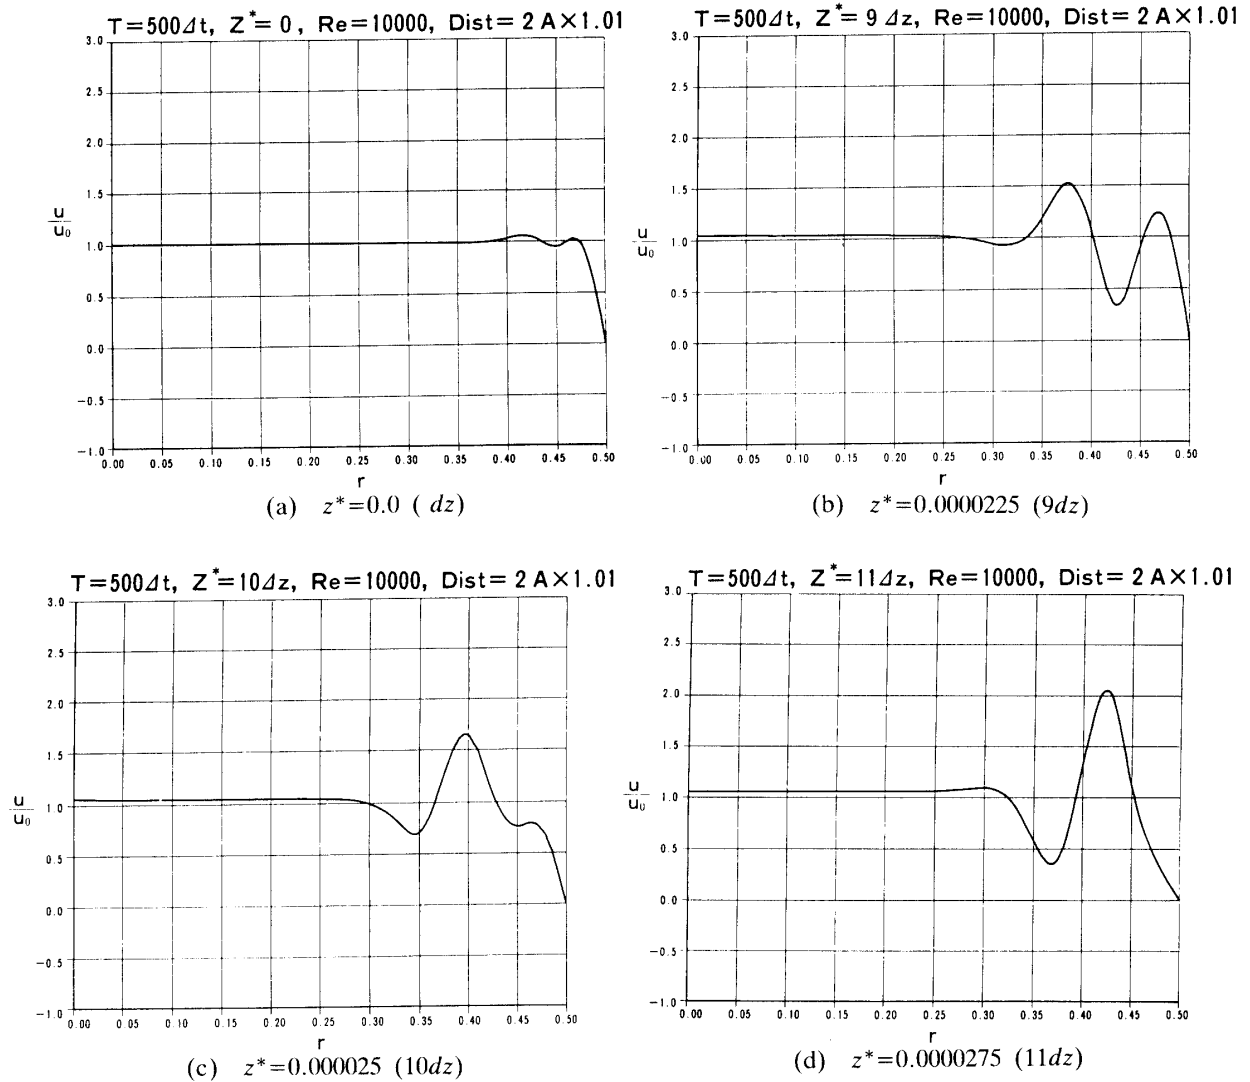 T=500Δt, Z*=0, Re=10000, Dist=2A×1.01
3.0
2.5
2.0
1.5
u/u₀
1.0
0.5
0.0
−0.5
−1.0
0.00 0.05 0.10 0.15 0.20 0.25 0.30 0.35 0.40 0.45 0.50
r
(a) z*=0.0 ( dz)
T=500Δt, Z*=9Δz, Re=10000, Dist=2A×1.01
3.0
2.5
2.0
1.5
u/u₀
1.0
0.5
0.0
−0.5
−1.0
0.00 0.05 0.10 0.15 0.20 0.25 0.30 0.35 0.40 0.45 0.50
r
(b) z*=0.0000225 (9dz)
T=500Δt, Z*=10Δz, Re=10000, Dist=2A×1.01
3.0
2.5
2.0
1.5
u/u₀
1.0
0.5
0.0
−0.5
−1.0
0.00 0.05 0.10 0.15 0.20 0.25 0.30 0.35 0.40 0.45 0.50
r
(c) z*=0.000025 (10dz)
T=500Δt, Z*=11Δz, Re=10000, Dist=2A×1.01
3.0
2.5
2.0
1.5
u/u₀
1.0
0.5
0.0
−0.5
−1.0
0.00 0.05 0.10 0.15 0.20 0.25 0.30 0.35 0.40 0.45 0.50
r
(d) z*=0.0000275 (11dz)